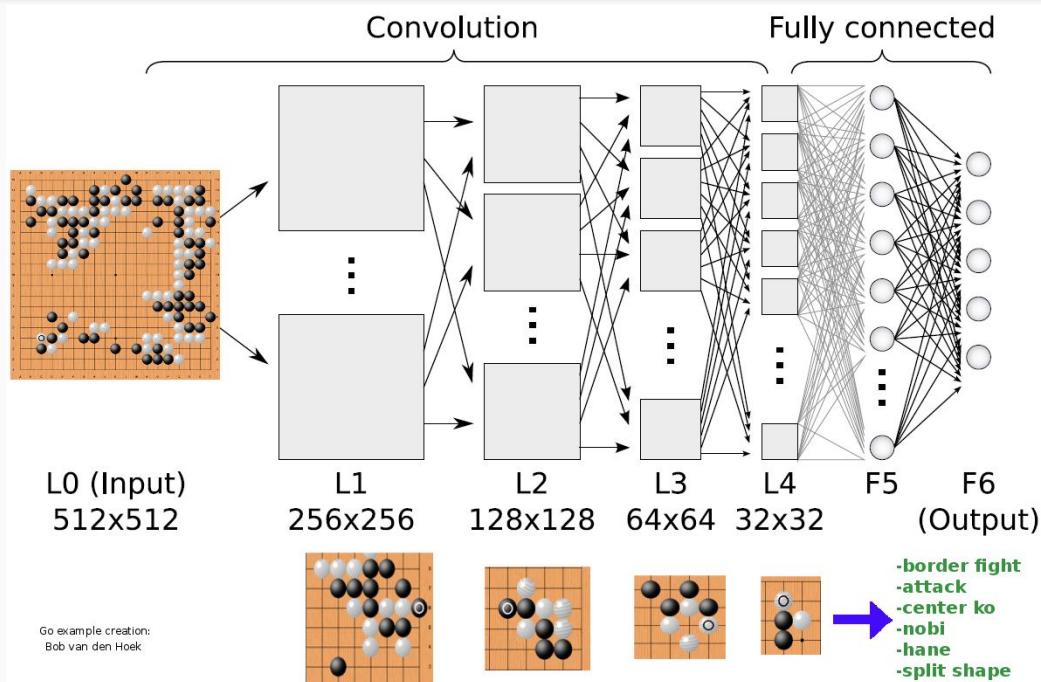 Convolution
Fully connected
L0 (Input)
512x512
L1
256x256
L2
128x128
L3
64x64
L4
32x32
F5
F6
(Output)
-border fight
-attack
-center ko
-nobi
-hane
-split shape
Go example creation:
Bob van den Hoek